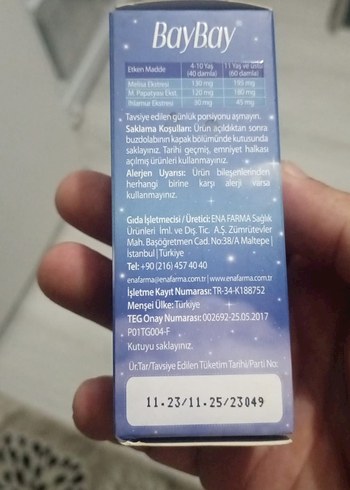 BayBay
Etken Madde 4-10 Yaş (40 damla) 11 Yaş ve üstü (60 damla)
Melisa Ekstresi 130 mg 195 mg
M. Papatyası Ekst. 120 mg 180 mg
Ihlamur Ekstresi 30 mg 45 mg
Tavsiye edilen günlük porsiyonu aşmayın.
Saklama Koşulları: Ürün açıldıktan sonra
buzdolabının kapak bölümünde kutusunda
saklayınız. Tarihi geçmiş, emniyet halkası
açılmış ürünleri kullanmayınız.
Alerjen Uyarısı: Ürün bileşenlerinden
herhangi birine karşı alerji varsa
kullanmayınız.
Gıda İşletmecisi / Üretici: ENA FARMA Sağlık
Ürünleri İml. ve Dış. Tic. A.Ş. Zümrütevler
Mah. Başöğretmen Cad. No:38/A Maltepe |
İstanbul | Türkiye
Tel: +90 (216) 457 40 40
enafarma@enafarma.com.tr | www.enafarma.com.tr
İşletme Kayıt Numarası: TR-34-K188752
Menşei Ülke: Türkiye
TEG Onay Numarası: 002692-25.05.2017
P01TG004-F
Kutuyu saklayınız.
Ür.Tar/Tavsiye Edilen Tüketim Tarihi/Parti No:
11.23/11.25/23049